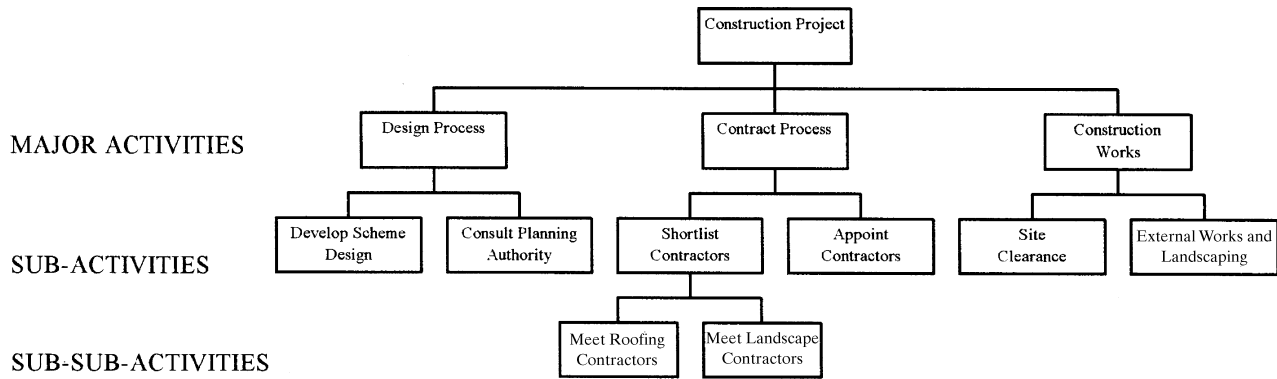 Construction Project
MAJOR ACTIVITIES
Design Process
Contract Process
Construction
Works
SUB-ACTIVITIES
Develop Scheme
Design
Consult Planning
Authority
Shortlist
Contractors
Appoint
Contractors
Site
Clearance
External Works and
Landscaping
SUB-SUB-ACTIVITIES
Meet Roofing
Contractors
Meet Landscape
Contractors